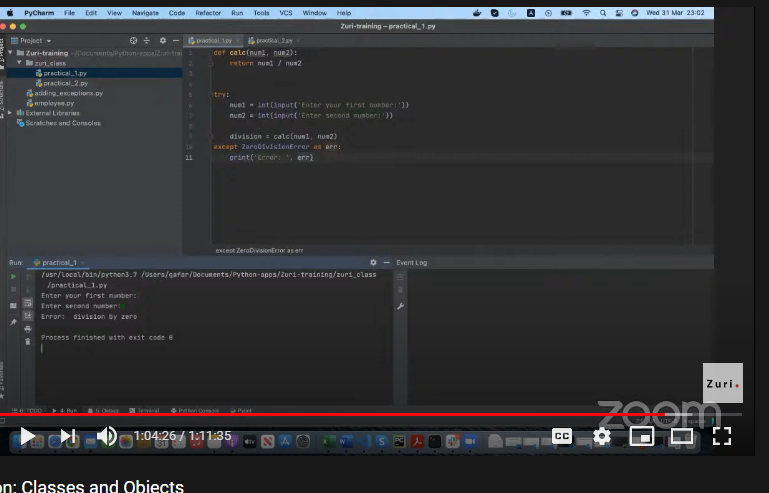 PyCharm File Edit View Navigate Code Refactor Run Tools VCS Window Help Wed 31 Mar 23:02
Zuri-training – practical_1.py
Project
practical_1.py practical_2.py
Zuri-training ~/Documents/Python-apps/Zuri-trai
zuri_class
practical_1.py
practical_2.py
adding_exceptions.py
employee.py
External Libraries
Scratches and Consoles
def calc(num1, num2):
return num1 / num2
try:
num1 = int(input('Enter your first number:'))
num2 = int(input('Enter second number:'))
division = calc(num1, num2)
except ZeroDivisionError as err:
11 print('Error: ', err)
except ZeroDivisionError as err
Run: practical_1 Event Log
/usr/local/bin/python3.7 /Users/gafar/Documents/Python-apps/Zuri-training/zuri_class
/practical_1.py
Enter your first number:
Enter second number:
Error: division by zero
Process finished with exit code 0
Zuri.
6: TODO 4: Run 5: Debug Terminal Python Console
zoom
1:04:26 / 1:11:35 CC
on: Classes and Objects